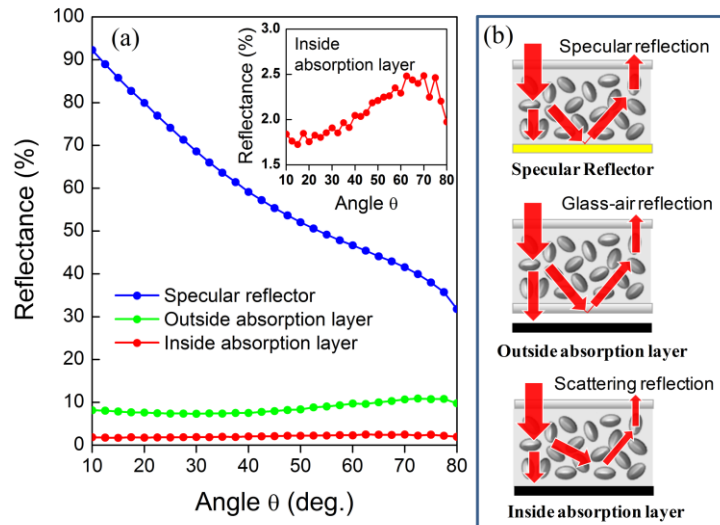 (a)
100
90
80
70
60
50
40
30
20
10
0
Reflectance (%)
10 20 30 40 50 60 70 80
Angle θ (deg.)
Specular reflector
Outside absorption layer
Inside absorption layer
Inside
absorption layer
3.0
2.5
2.0
1.5
1.0
Reflectance (%)
10 20 30 40 50 60 70 80
Angle θ
(b)
Specular reflection
Specular Reflector
Glass-air reflection
Outside absorption layer
Scattering reflection
Inside absorption layer